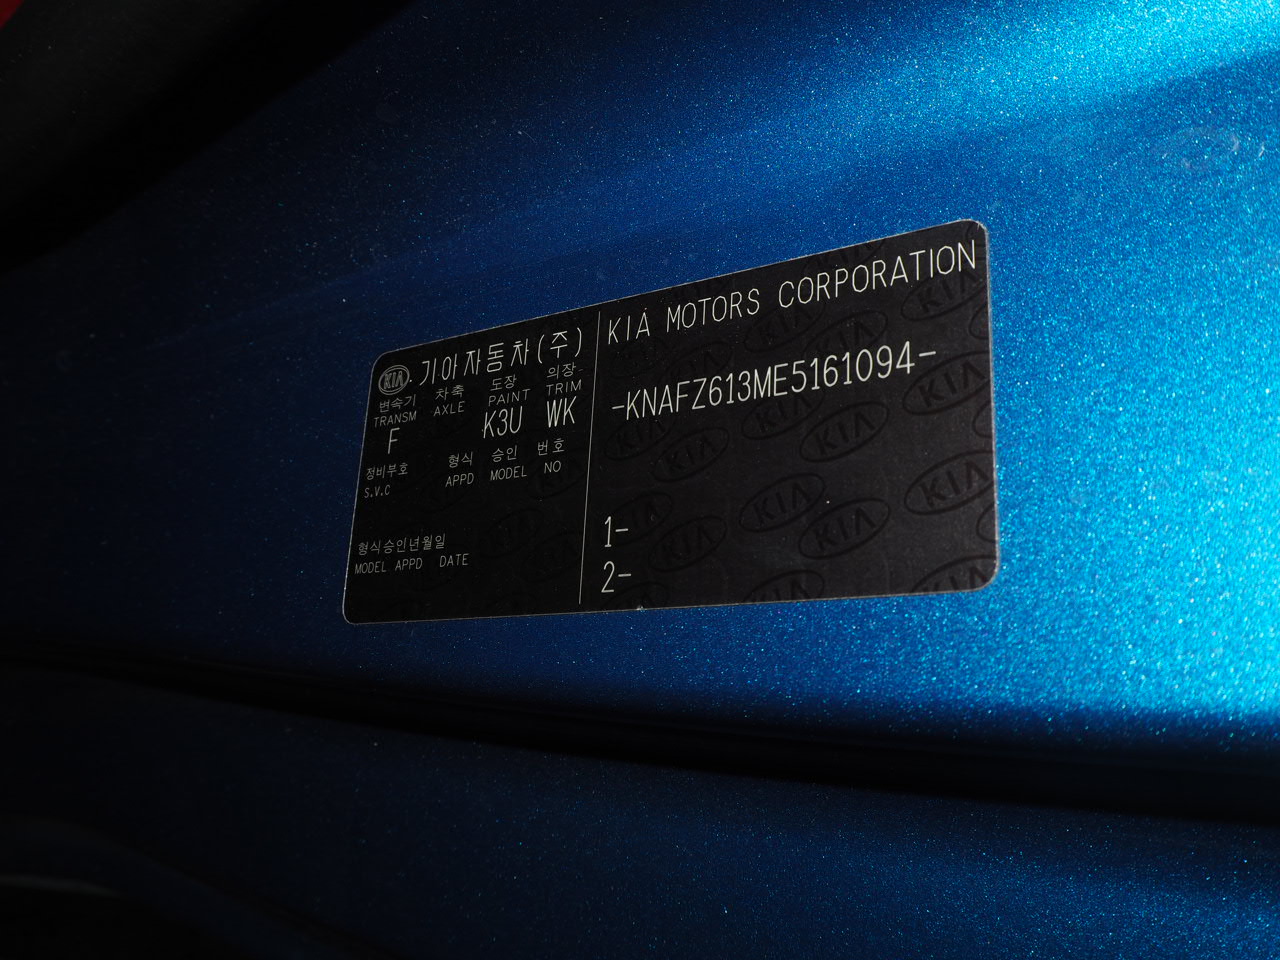 KIA 기아자동차(주)
변속기 차축 도장 의장
TRANSM AXLE PAINT TRIM
F K3U WK
정비부호 형식 승인 번호
S.V.C APPD MODEL NO
형식승인년월일
MODEL APPD DATE
KIA MOTORS CORPORATION
-KNAFZ613ME5161094-
1-
2-